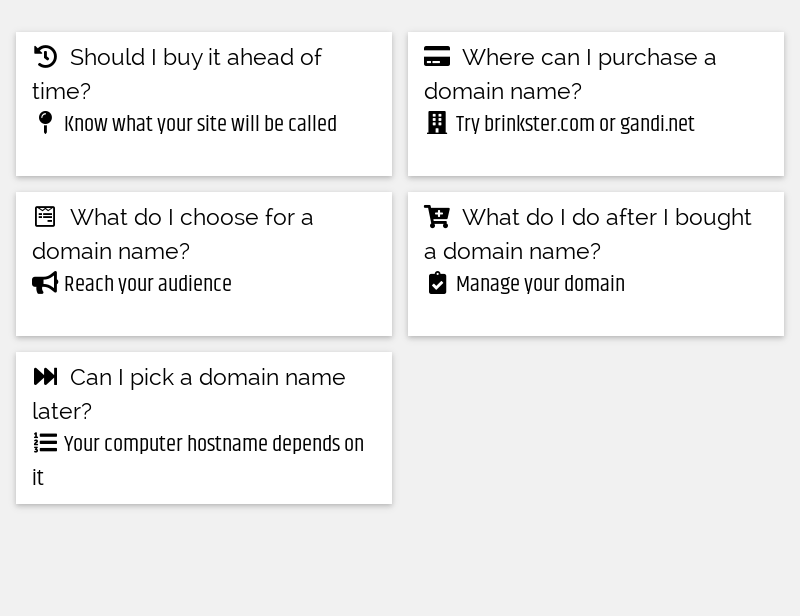 Should I buy it ahead of
time?
Know what your site will be called
Where can I purchase a
domain name?
Try brinkster.com or gandi.net
What do I choose for a
domain name?
Reach your audience
What do I do after I bought
a domain name?
Manage your domain
Can I pick a domain name
later?
Your computer hostname depends on
it